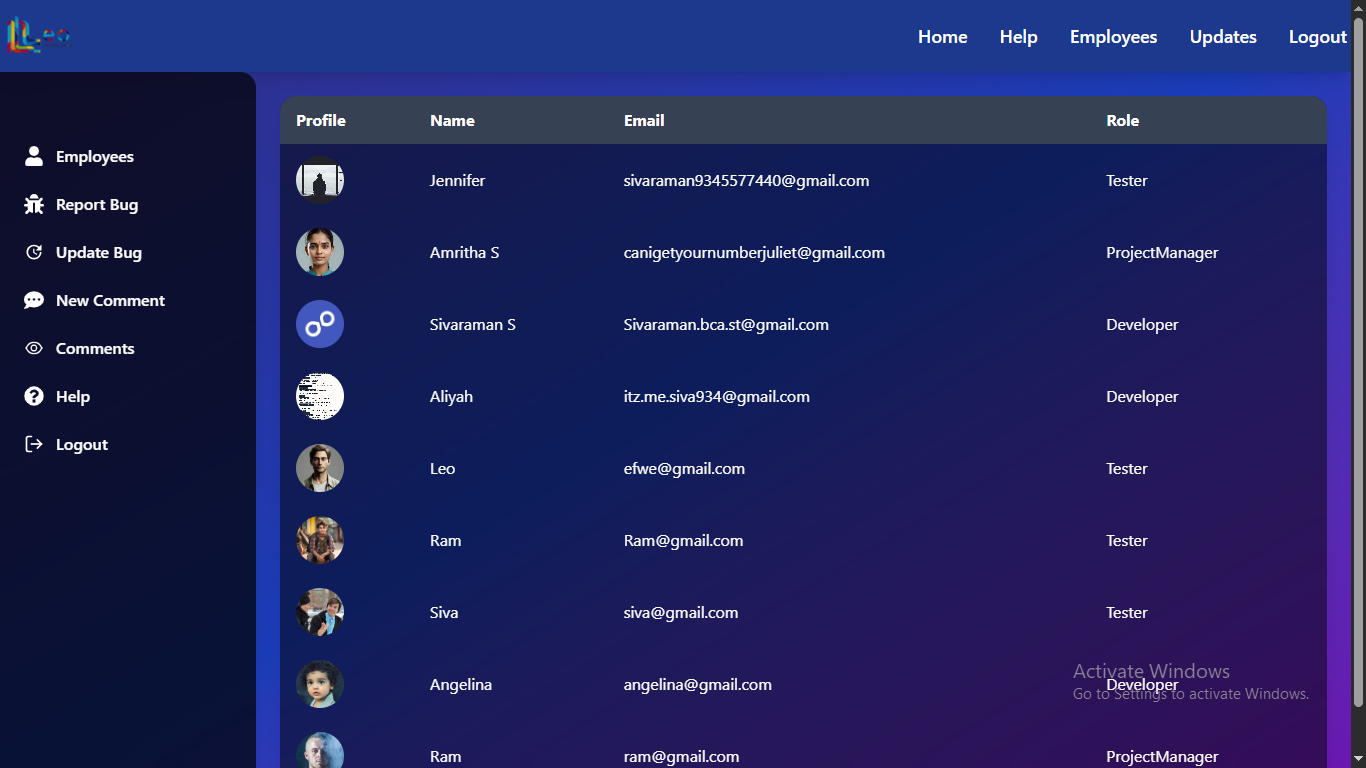 Leo
Home Help Employees Updates Logout
Employees
Report Bug
Update Bug
New Comment
Comments
Help
Logout
Profile Name Email Role
Jennifer sivaraman9345577440@gmail.com Tester
Amritha S canigetyournumberjuliet@gmail.com ProjectManager
Sivaraman S Sivaraman.bca.st@gmail.com Developer
Aliyah itz.me.siva934@gmail.com Developer
Leo efwe@gmail.com Tester
Ram Ram@gmail.com Tester
Siva siva@gmail.com Tester
Angelina angelina@gmail.com Developer
Ram ram@gmail.com ProjectManager
Activate Windows
Go to Settings to activate Windows.